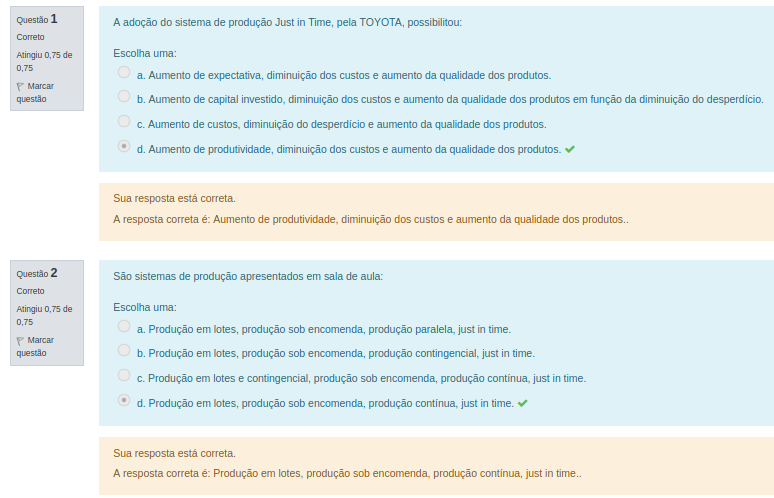 Questão 1
Correto
Atingiu 0,75 de
0,75
Marcar
questão
A adoção do sistema de produção Just in Time, pela TOYOTA, possibilitou:
Escolha uma:
a. Aumento de expectativa, diminuição dos custos e aumento da qualidade dos produtos.
b. Aumento de capital investido, diminuição dos custos e aumento da qualidade dos produtos em função da diminuição do desperdício.
c. Aumento de custos, diminuição do desperdício e aumento da qualidade dos produtos.
d. Aumento de produtividade, diminuição dos custos e aumento da qualidade dos produtos.
Sua resposta está correta.
A resposta correta é: Aumento de produtividade, diminuição dos custos e aumento da qualidade dos produtos..
Questão 2
Correto
Atingiu 0,75 de
0,75
Marcar
questão
São sistemas de produção apresentados em sala de aula:
Escolha uma:
a. Produção em lotes, produção sob encomenda, produção paralela, just in time.
b. Produção em lotes, produção sob encomenda, produção contingencial, just in time.
c. Produção em lotes e contingencial, produção sob encomenda, produção contínua, just in time.
d. Produção em lotes, produção sob encomenda, produção contínua, just in time.
Sua resposta está correta.
A resposta correta é: Produção em lotes, produção sob encomenda, produção contínua, just in time..